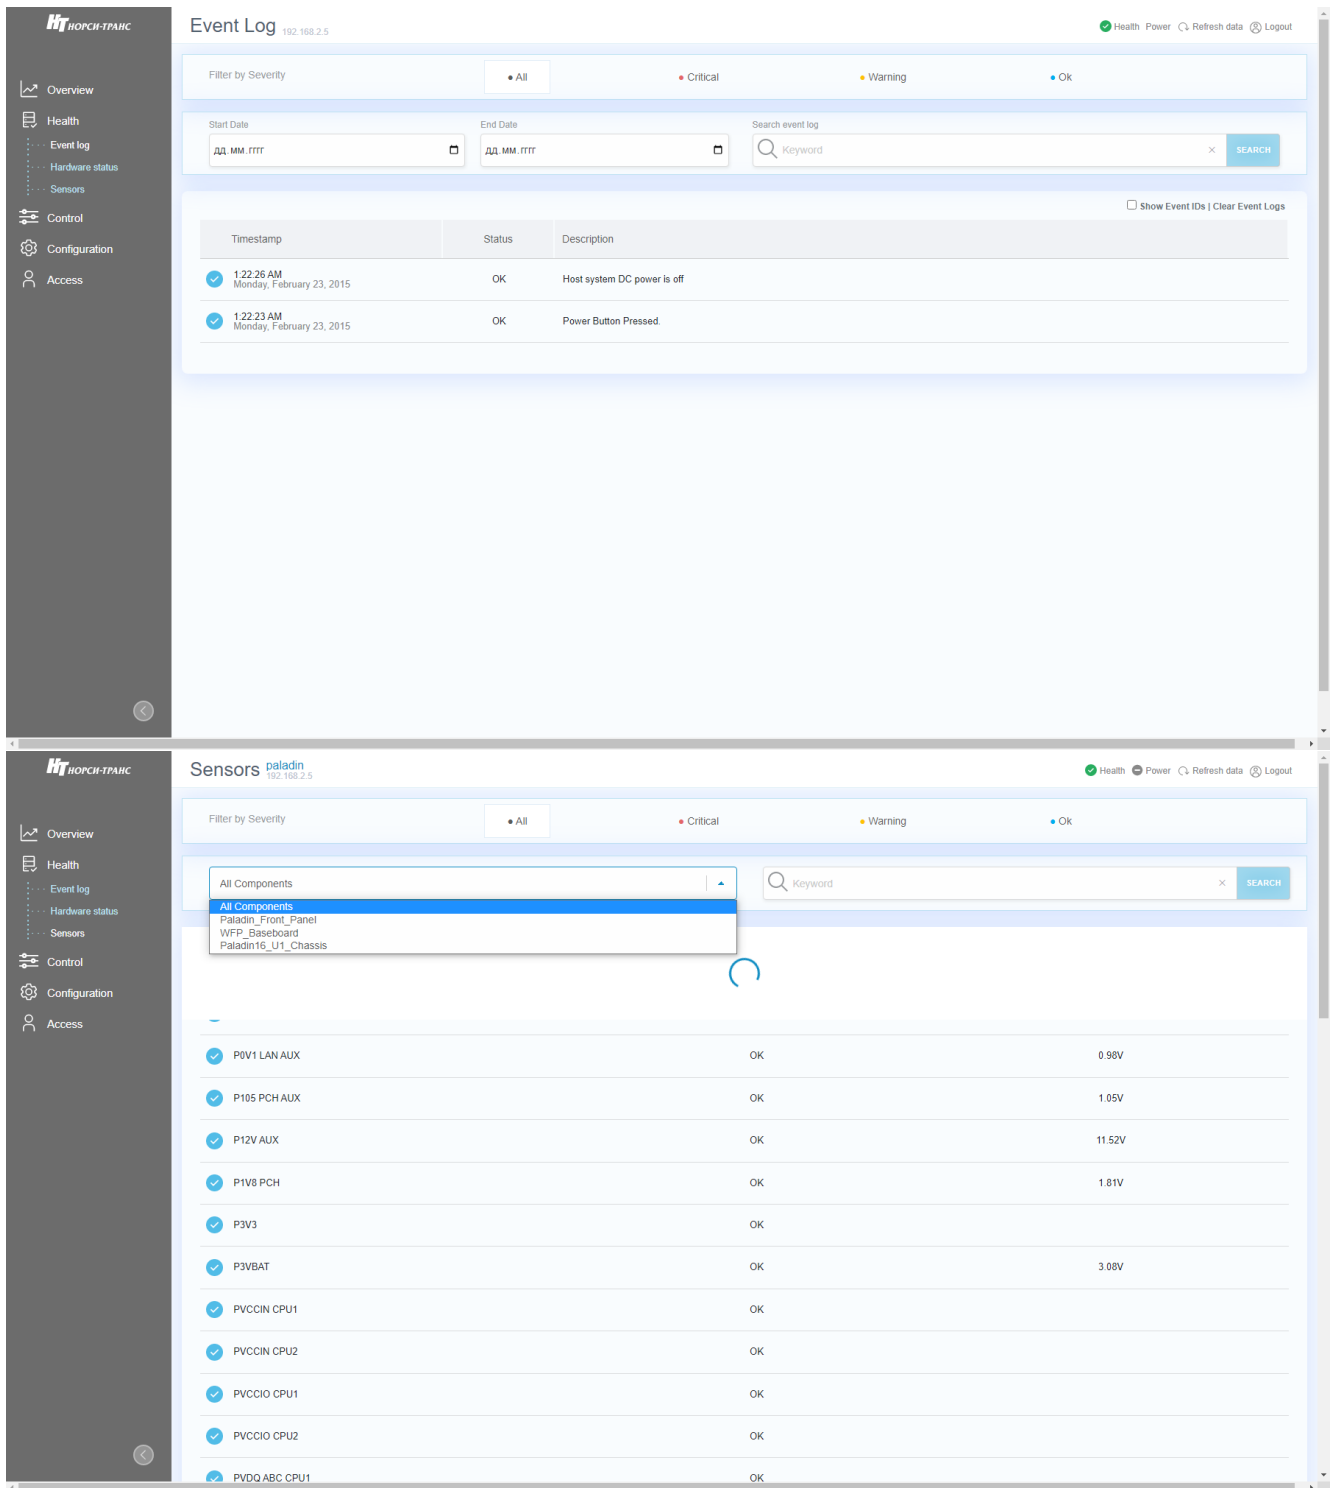 НТ НОРСИ-ТРАНС
Event Log 192.168.2.5
Health Power Refresh data Logout
Overview
Health
Event log
Hardware status
Sensors
Control
Configuration
Access
Filter by Severity
All
Critical
Warning
Ok
Start Date
дд.мм.гггг
End Date
дд.мм.гггг
Search event log
Keyword
SEARCH
Show Event IDs | Clear Event Logs
Timestamp Status Description
1:22:26 AM
Monday, February 23, 2015
OK
Host system DC power is off
1:22:23 AM
Monday, February 23, 2015
OK
Power Button Pressed.
НТ НОРСИ-ТРАНС
Sensors paladin
192.168.2.5
Health Power Refresh data Logout
Overview
Health
Event log
Hardware status
Sensors
Control
Configuration
Access
Filter by Severity
All
Critical
Warning
Ok
All Components
Keyword
SEARCH
All Components
Paladin_Front_Panel
WFP_Baseboard
Paladin16_U1_Chassis
P0V1 LAN AUX OK 0.98V
P105 PCH AUX OK 1.05V
P12V AUX OK 11.52V
P1V8 PCH OK 1.81V
P3V3 OK
P3VBAT OK 3.08V
PVCCIN CPU1 OK
PVCCIN CPU2 OK
PVCCIO CPU1 OK
PVCCIO CPU2 OK
PVDQ ABC CPU1 OK